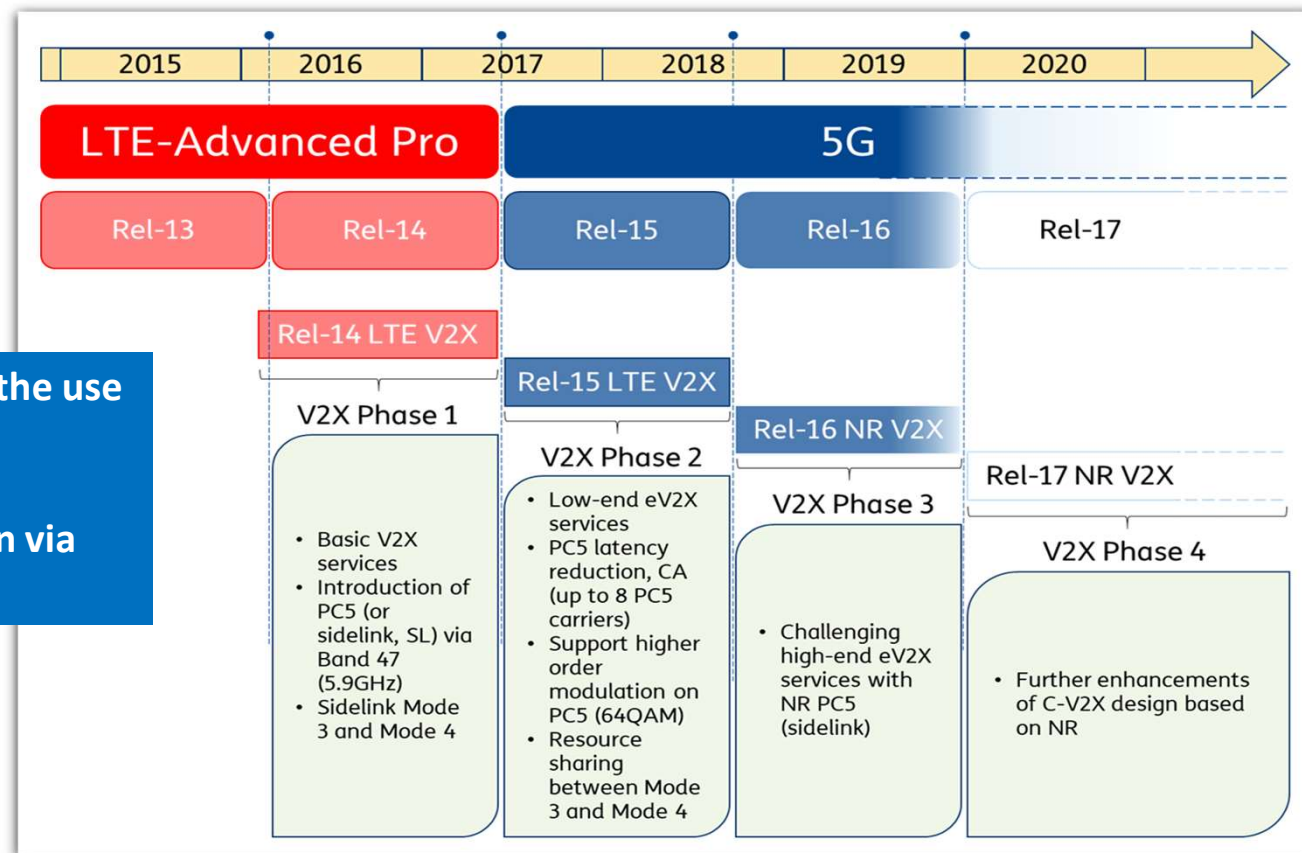 2015 2016 2017 2018 2019 2020
LTE-Advanced Pro
5G
Rel-13
Rel-14
Rel-15
Rel-16
Rel-17
the use
n via
Rel-14 LTE V2X
V2X Phase 1
• Basic V2X
services
• Introduction of
PC5 (or
sidelink, SL) via
Band 47
(5.9GHz)
• Sidelink Mode
3 and Mode 4
Rel-15 LTE V2X
V2X Phase 2
• Low-end eV2X
services
• PC5 latency
reduction, CA
(up to 8 PC5
carriers)
• Support higher
order
modulation on
PC5 (64QAM)
• Resource
sharing
between Mode
3 and Mode 4
Rel-16 NR V2X
V2X Phase 3
• Challenging
high-end eV2X
services with
NR PC5
(sidelink)
Rel-17 NR V2X
V2X Phase 4
• Further enhancements
of C-V2X design based
on NR